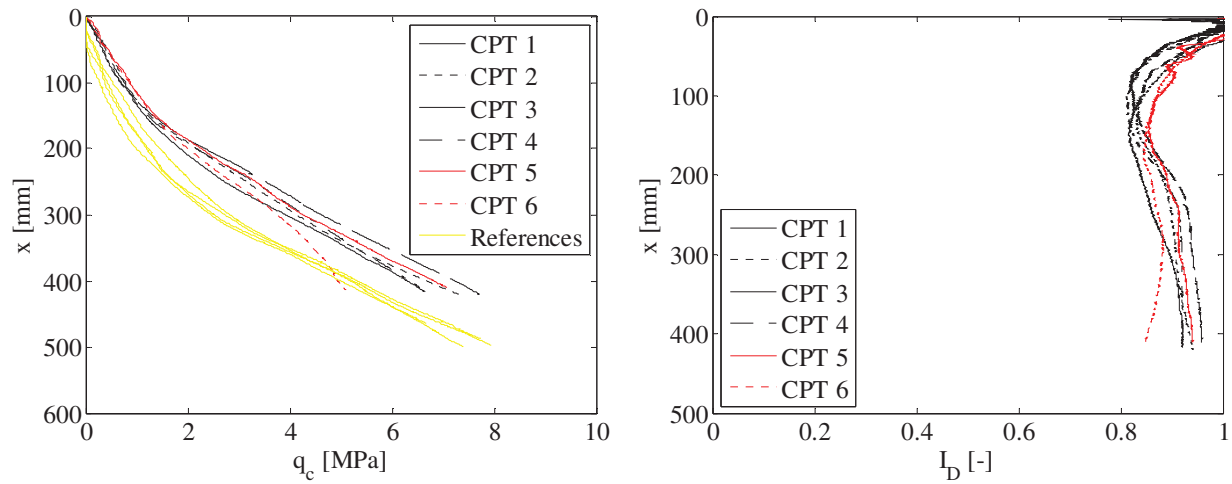 0
100
200
300
400
500
600
x [mm]
0
2
4
6
8
10
q_c [MPa]
CPT 1
CPT 2
CPT 3
CPT 4
CPT 5
CPT 6
References
0
100
200
300
400
500
x [mm]
0
0.2
0.4
0.6
0.8
1
I_D [-]
CPT 1
CPT 2
CPT 3
CPT 4
CPT 5
CPT 6